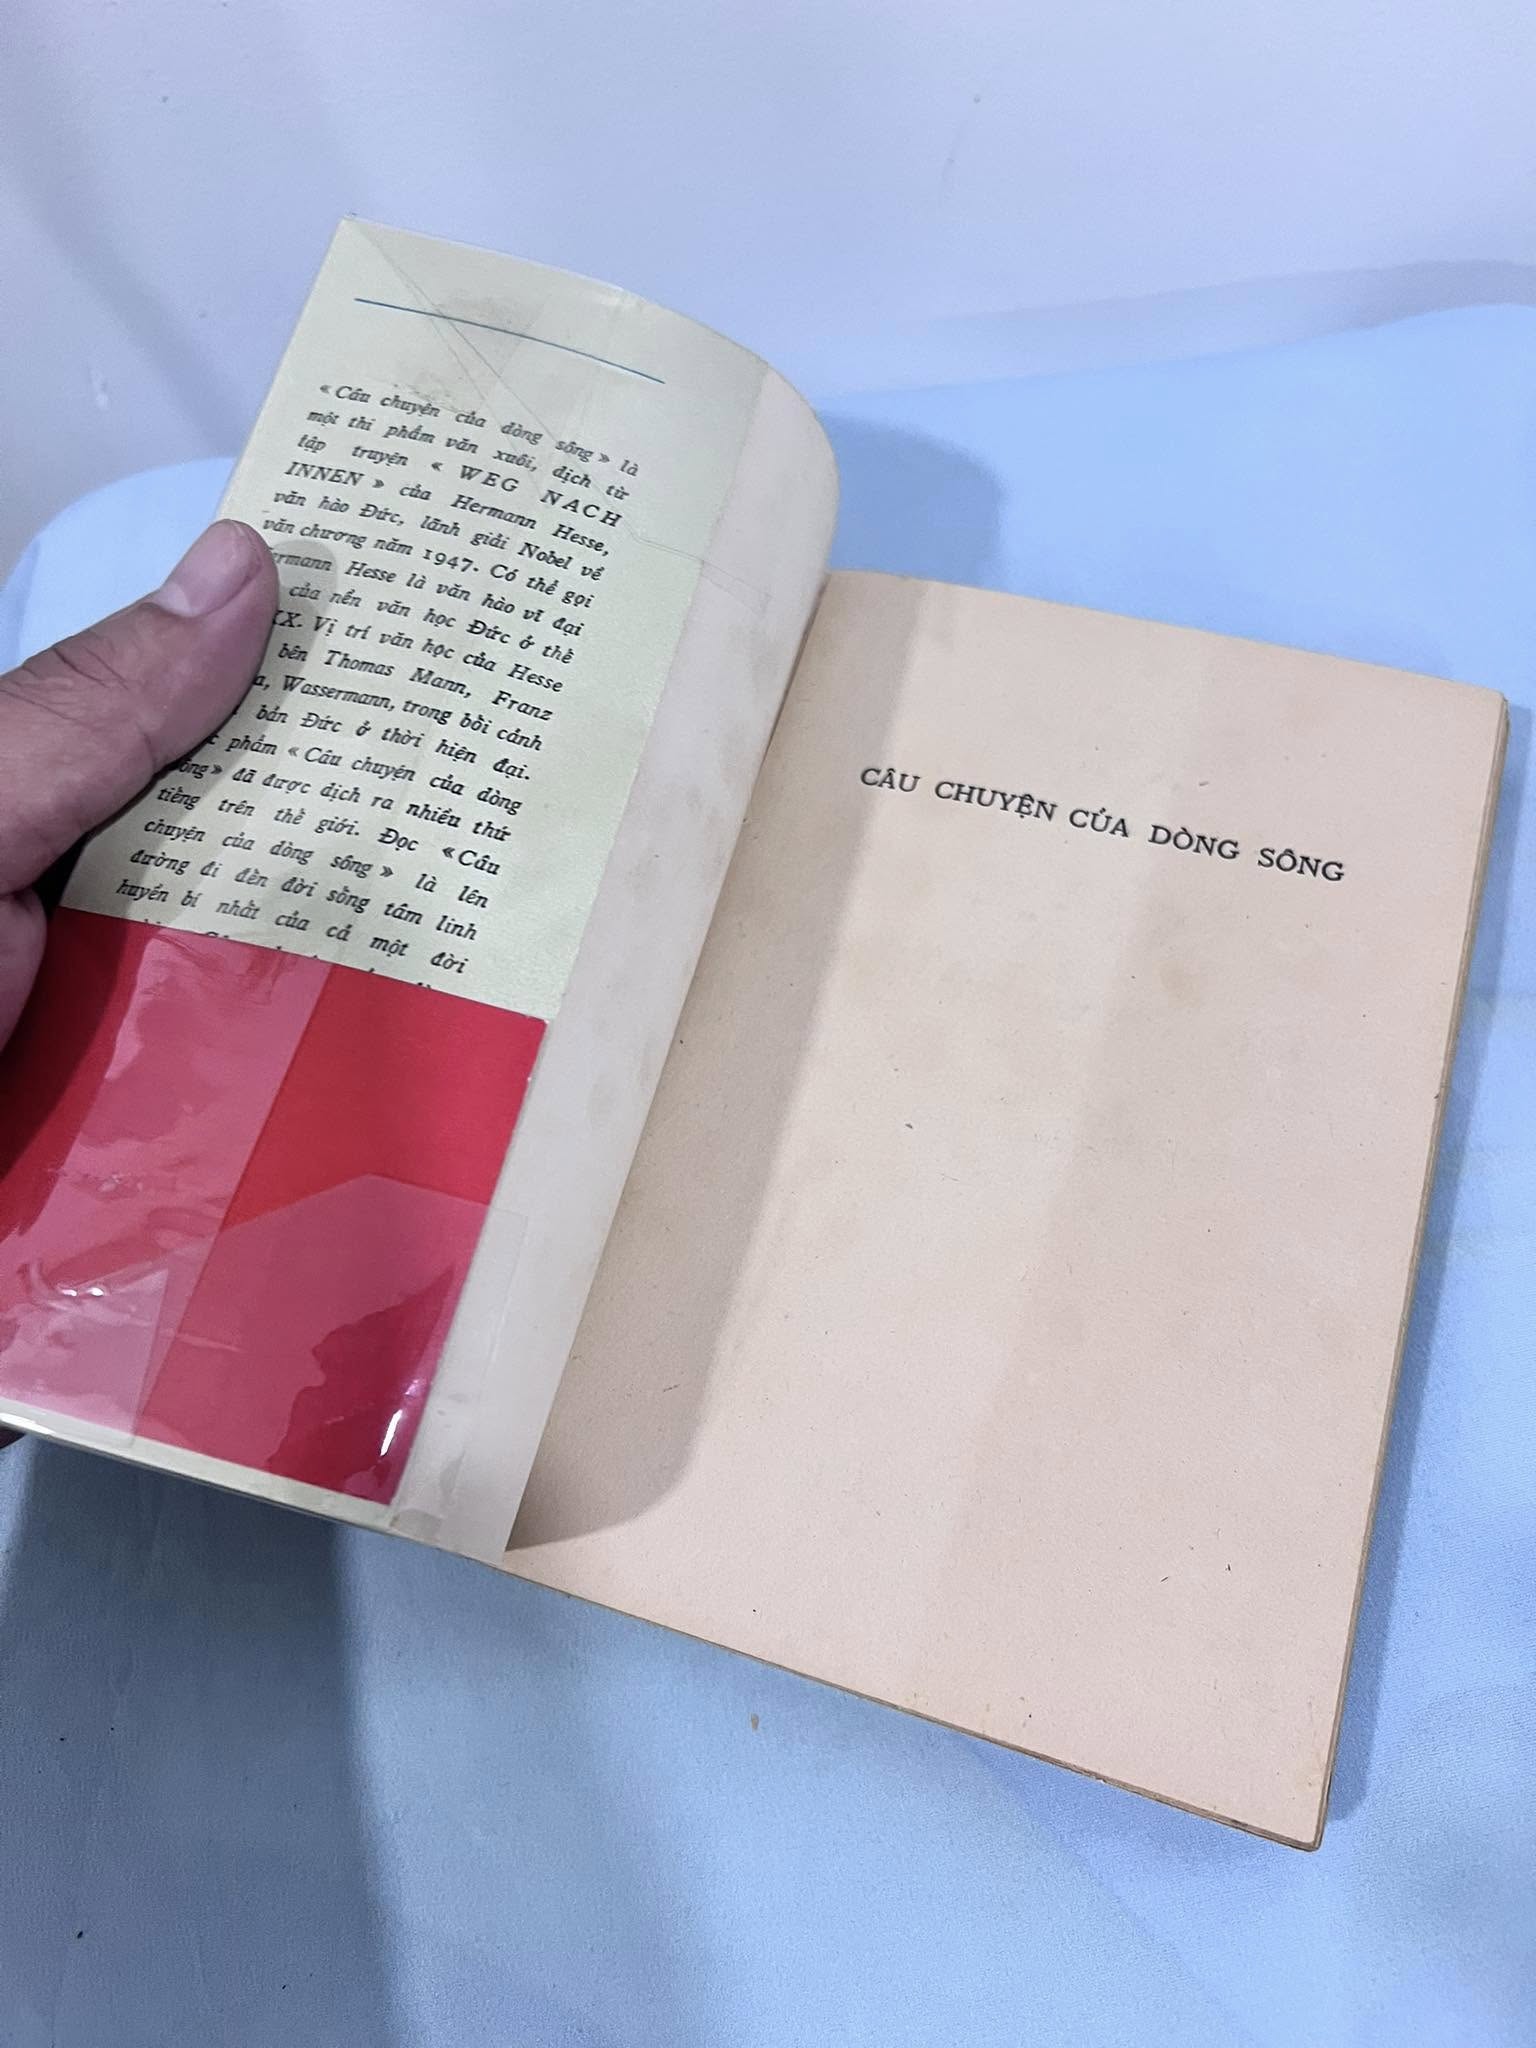 « Câu chuyện của dòng sông » là
một thi phẩm văn xuôi, dịch từ
tập truyện « WEG NACH
INNEN » của Hermann Hesse,
văn hào Đức, lãnh giải Nobel về
văn chương năm 1947. Có thể gọi
ermann Hesse là văn hào vĩ đại
của nền văn học Đức ở thế
XX. Vị trí văn học của Hesse
bên Thomas Mann, Franz
a, Wassermann, trong bối cảnh
bản Đức ở thời hiện đại.
phẩm « Câu chuyện của dòng
sông » đã được dịch ra nhiều thứ
tiếng trên thế giới. Đọc « Câu
chuyện của dòng sông » là lên
đường đi đến đời sống tâm linh
huyền bí nhất của cả một đời
CÂU CHUYỆN CỦA DÒNG SÔNG